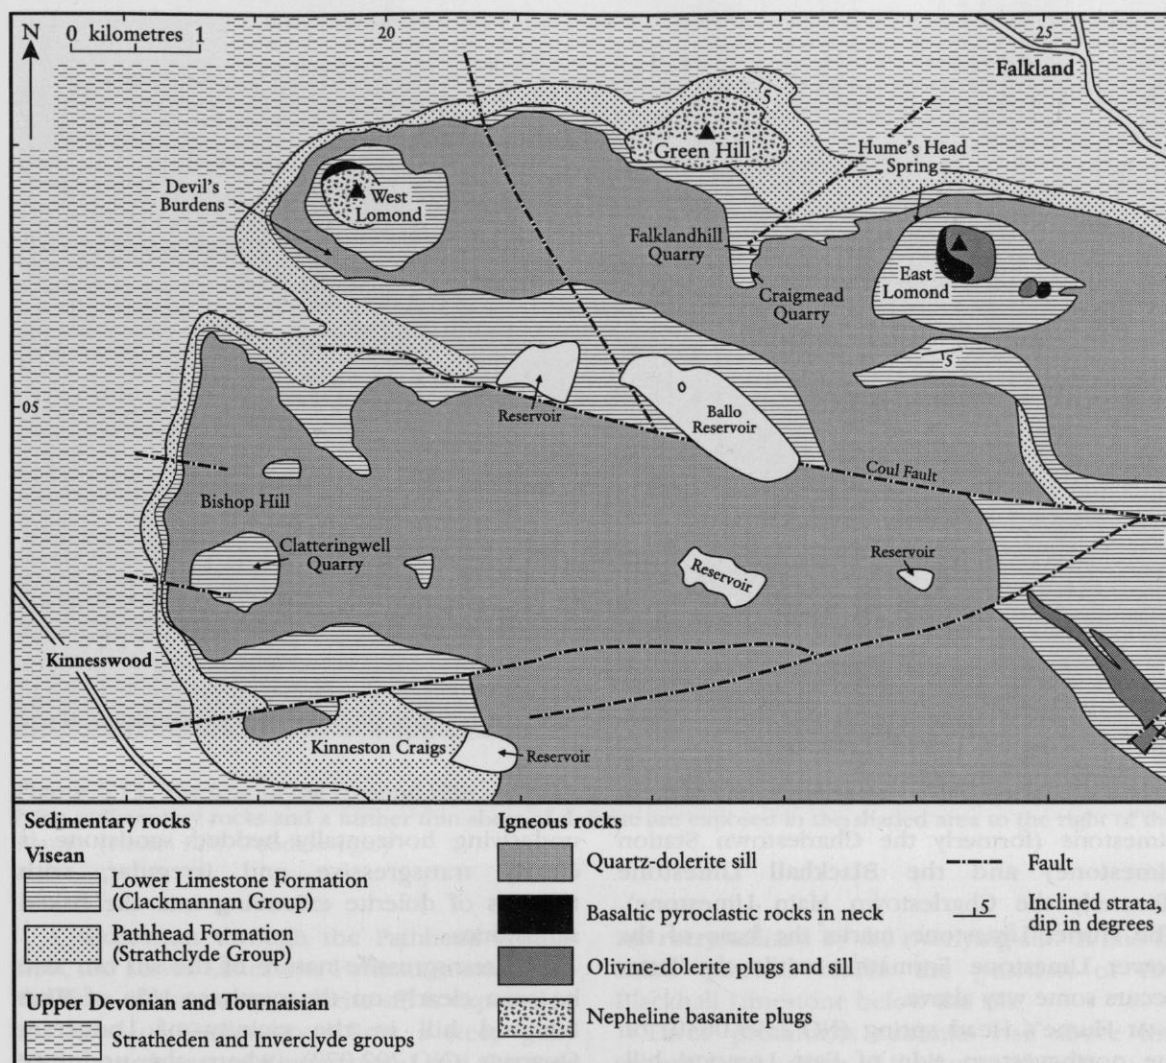 N
0 kilometres 1
20
25
Falkland
5
Green Hill
Hume's Head
Spring
Devil's
Burdens
West
Lomond
Falklandhill
Quarry
East
Lomond
Craigmead
Quarry
5
05
Reservoir
Ballo
Reservoir
Coul Fault
Bishop Hill
Clatteringwell
Quarry
Reservoir
Reservoir
Kinnesswood
Kinneston Craigs
Reservoir
Sedimentary rocks
Visean
Lower Limestone Formation
(Clackmannan Group)
Pathhead Formation
(Strathclyde Group)
Upper Devonian and Tournaisian
Stratheden and Inverclyde groups
Igneous rocks
Quartz-dolerite sill
Basaltic pyroclastic rocks in neck
Olivine-dolerite plugs and sill
Nepheline basanite plugs
Fault
5
Inclined strata,
dip in degrees